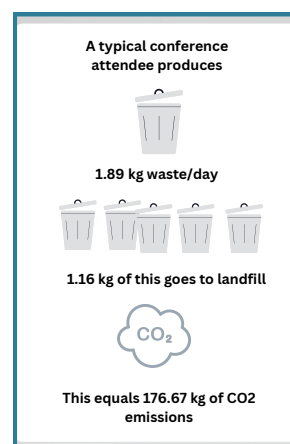 A typical conference
attendee produces
1.89 kg waste/day
1.16 kg of this goes to landfill
CO₂
This equals 176.67 kg of CO2
emissions